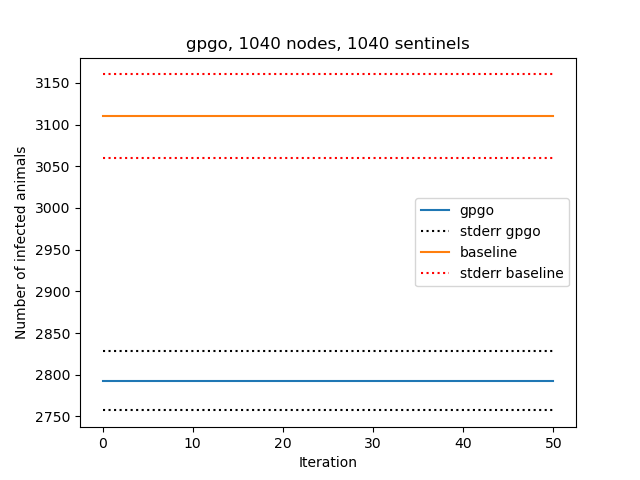 gpgo, 1040 nodes, 1040 sentinels
Number of infected animals
3150
3100
3050
3000
2950
2900
2850
2800
2750
gpgo
stderr gpgo
baseline
stderr baseline
0
10
20
30
40
50
Iteration